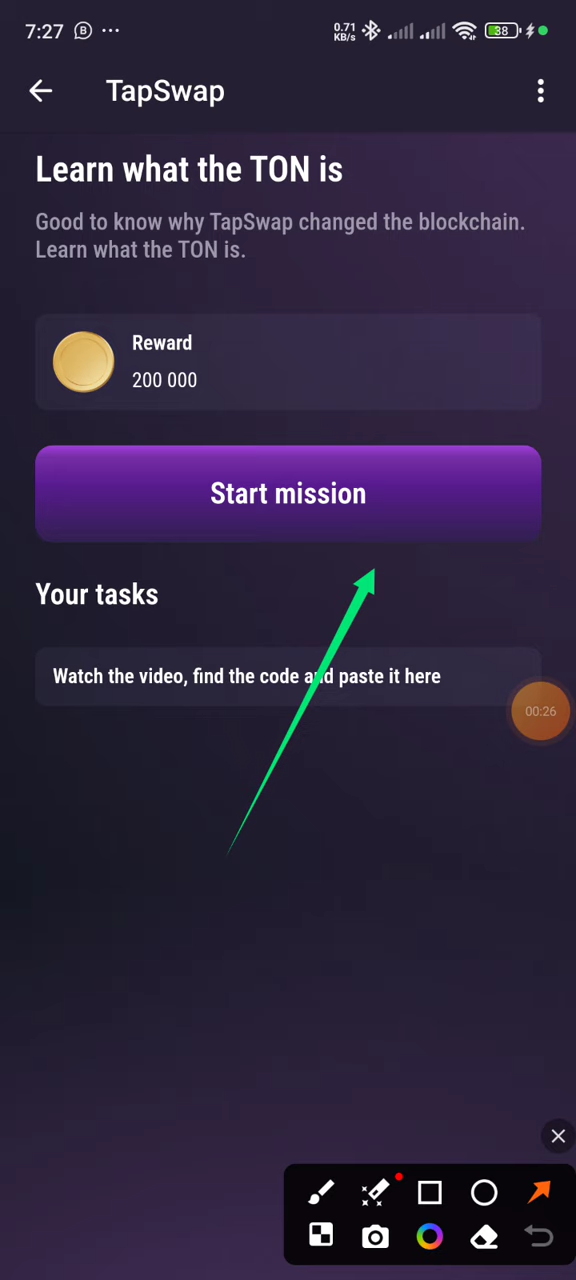 7:27 B 0.71 KB/s 38
TapSwap
Learn what the TON is
Good to know why TapSwap changed the blockchain.
Learn what the TON is.
Reward
200 000
Start mission
Your tasks
Watch the video, find the code and paste it here
00:26